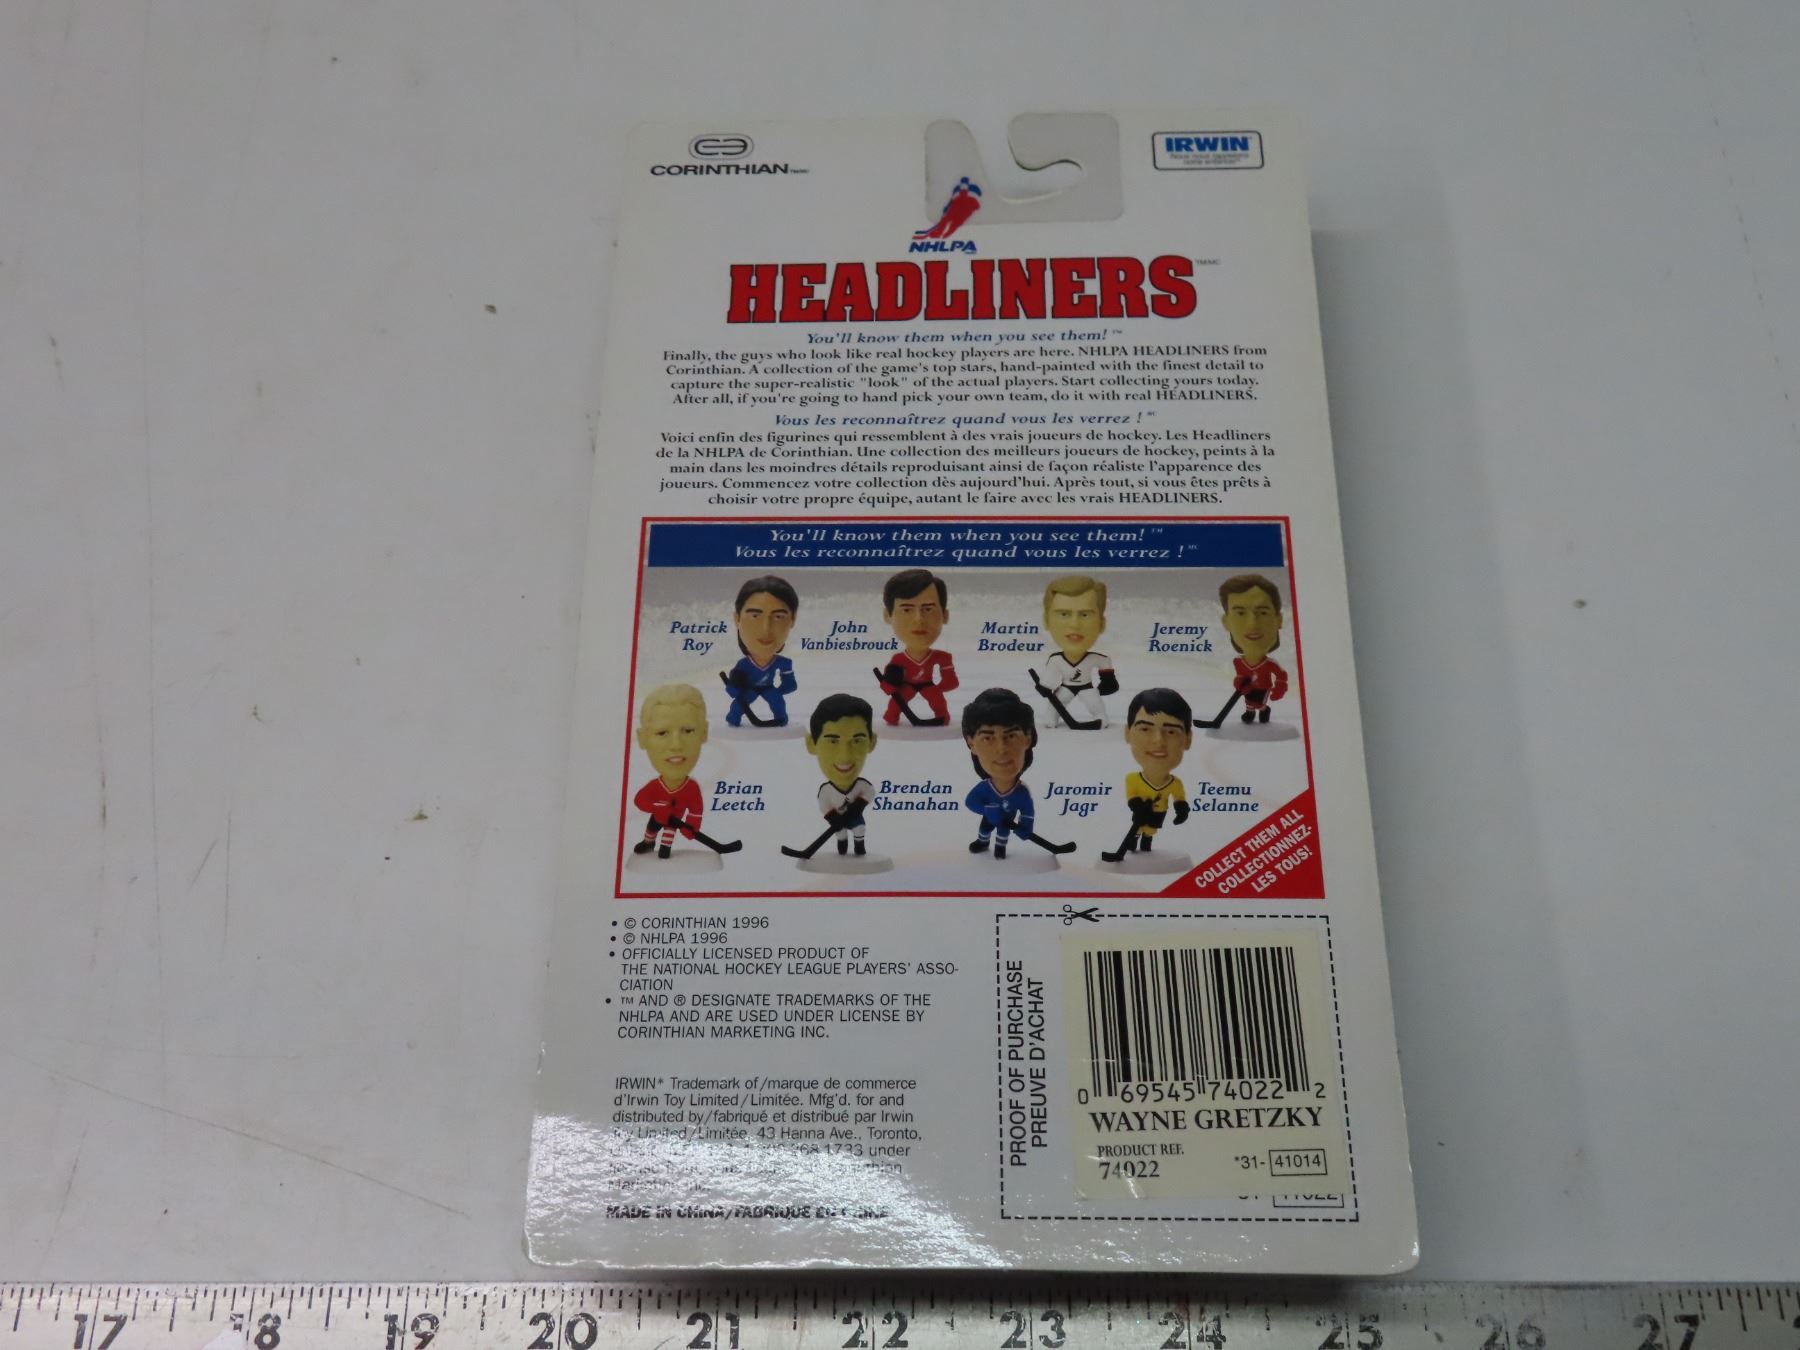 CORINTHIAN
IRWIN
NHLPA
HEADLINERS
You'll know them when you see them! ™
Finally, the guys who look like real hockey players are here. NHLPA HEADLINERS from
Corinthian. A collection of the game's top stars, hand-painted with the finest detail to
capture the super-realistic "look" of the actual players. Start collecting yours today.
After all, if you're going to hand pick your own team, do it with real HEADLINERS.
Vous les reconnaîtrez quand vous les verrez ! MC
Voici enfin des figurines qui ressemblent à des vrais joueurs de hockey. Les Headliners
de la NHLPA de Corinthian. Une collection des meilleurs joueurs de hockey, peints à la
main dans les moindres détails reproduisant ainsi de façon réaliste l'apparence des
joueurs. Commencez votre collection dès aujourd'hui. Après tout, si vous êtes prêts à
choisir votre propre équipe, autant le faire avec les vrais HEADLINERS.
You'll know them when you see them! ™
Vous les reconnaîtrez quand vous les verrez ! MC
Patrick
Roy
John
Vanbiesbrouck
Martin
Brodeur
Jeremy
Roenick
Brian
Leetch
Brendan
Shanahan
Jaromir
Jagr
Teemu
Selanne
COLLECT THEM ALL
COLLECTIONNEZ-
LES TOUS!
• © CORINTHIAN 1996
• © NHLPA 1996
• OFFICIALLY LICENSED PRODUCT OF
THE NATIONAL HOCKEY LEAGUE PLAYERS' ASSO-
CIATION
• ™ AND ® DESIGNATE TRADEMARKS OF THE
NHLPA AND ARE USED UNDER LICENSE BY
CORINTHIAN MARKETING INC.
IRWIN* Trademark of/marque de commerce
d'Irwin Toy Limited/Limitée. Mfg'd. for and
distributed by/fabriqué et distribué par Irwin
Toy Limited/Limitée, 43 Hanna Ave., Toronto,
1733 under
MADE IN CHINA/FABRIQUÉ EN CHINE
PROOF OF PURCHASE
PREUVE D'ACHAT
0 69545 74022 2
WAYNE GRETZKY
PRODUCT REF.
74022
*31- 41014
17 18 19 20 21 22 23 24 25 26 27